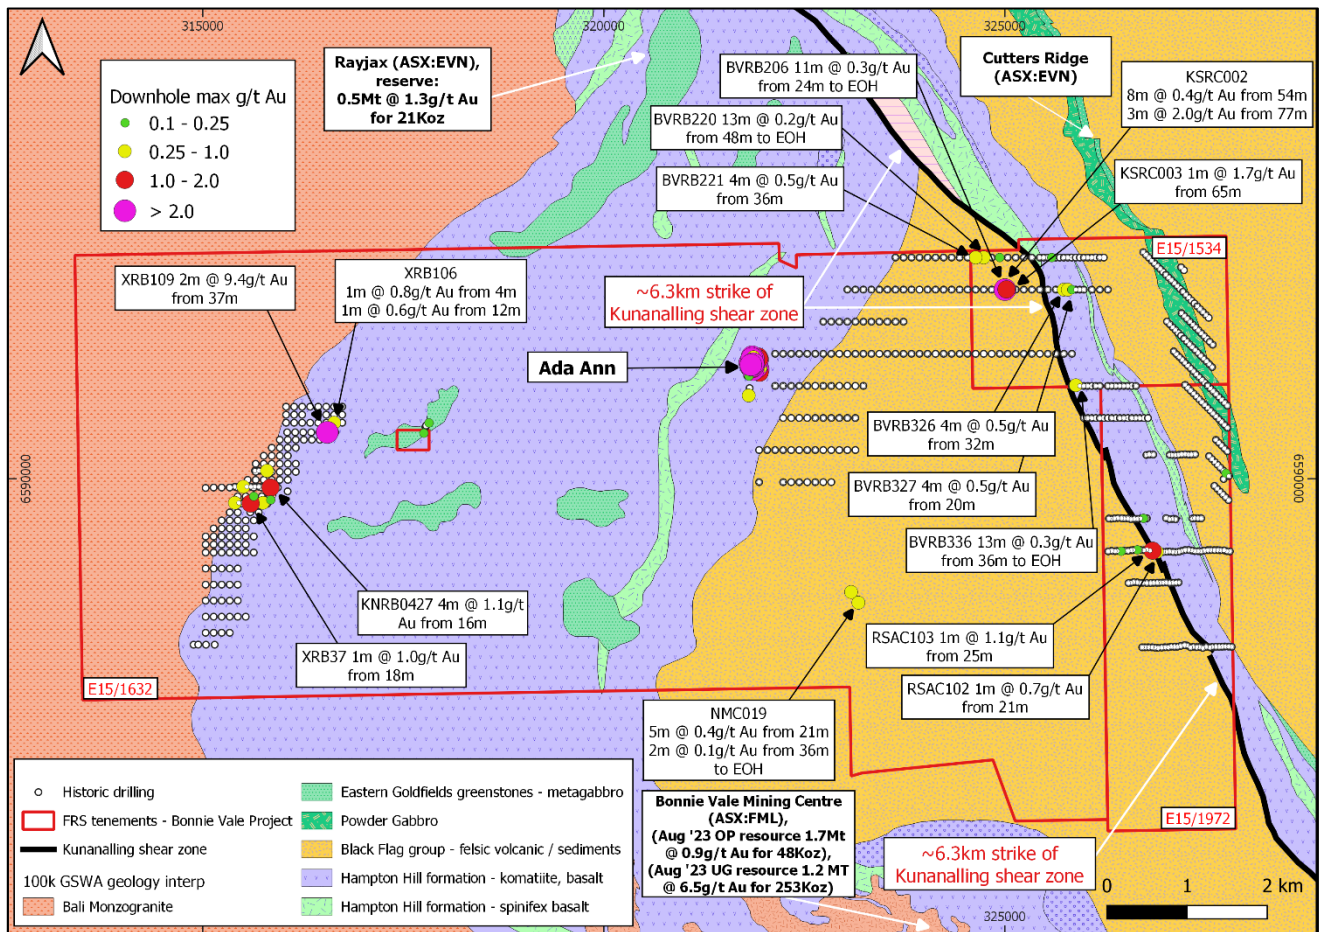 315000
320000
325000
Downhole max g/t Au
0.1 - 0.25
0.25 - 1.0
1.0 - 2.0
> 2.0
Rayjax (ASX:EVN),
reserve:
0.5Mt @ 1.3g/t Au
for 21Koz
BVRB206 11m @ 0.3g/t Au
from 24m to EOH
BVRB220 13m @ 0.2g/t Au
from 48m to EOH
BVRB221 4m @ 0.5g/t Au
from 36m
Cutters Ridge
(ASX:EVN)
KSRC002
8m @ 0.4g/t Au from 54m
3m @ 2.0g/t Au from 77m
KSRC003 1m @ 1.7g/t Au
from 65m
E15/1534
XRB109 2m @ 9.4g/t Au
from 37m
XRB106
1m @ 0.8g/t Au from 4m
1m @ 0.6g/t Au from 12m
~6.3km strike of
Kunanalling shear zone
Ada Ann
6590000
6590000
BVRB326 4m @ 0.5g/t Au
from 32m
BVRB327 4m @ 0.5g/t Au
from 20m
BVRB336 13m @ 0.3g/t Au
from 36m to EOH
KNRB0427 4m @ 1.1g/t
Au from 16m
XRB37 1m @ 1.0g/t Au
from 18m
RSAC103 1m @ 1.1g/t Au
from 25m
RSAC102 1m @ 0.7g/t Au
from 21m
E15/1632
NMC019
5m @ 0.4g/t Au from 21m
2m @ 0.1g/t Au from 36m
to EOH
Bonnie Vale Mining Centre
(ASX:FML),
(Aug '23 OP resource 1.7Mt
@ 0.9g/t Au for 48Koz),
(Aug '23 UG resource 1.2 MT
@ 6.5g/t Au for 253Koz)
E15/1972
~6.3km strike of
Kunanalling shear zone
Historic drilling
FRS tenements - Bonnie Vale Project
Kunanalling shear zone
100k GSWA geology interp
Bali Monzogranite
Eastern Goldfields greenstones - metagabbro
Powder Gabbro
Black Flag group - felsic volcanic / sediments
Hampton Hill formation - komatiite, basalt
Hampton Hill formation - spinifex basalt
0 1 2 km
325000